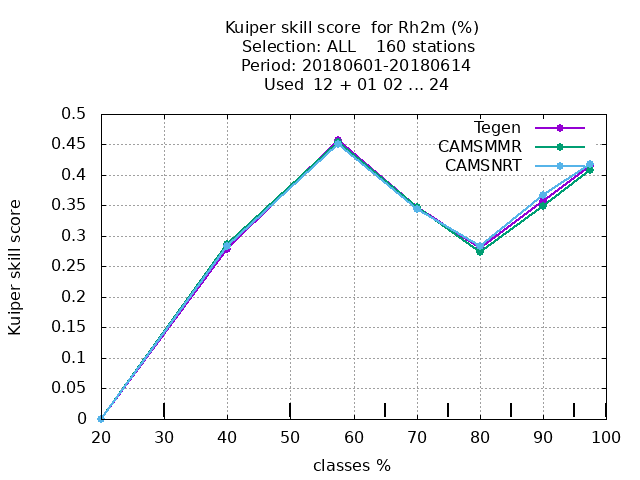 Kuiper skill score  for Rh2m (%)
Selection: ALL    160 stations
Period: 20180601-20180614
Used  12 + 01 02 ... 24
0.5
0.45
0.4
0.35
0.3
0.25
0.2
0.15
0.1
0.05
0
Kuiper skill score
Tegen
CAMSMMR
CAMSNRT
20 30 40 50 60 70 80 90 100
classes %